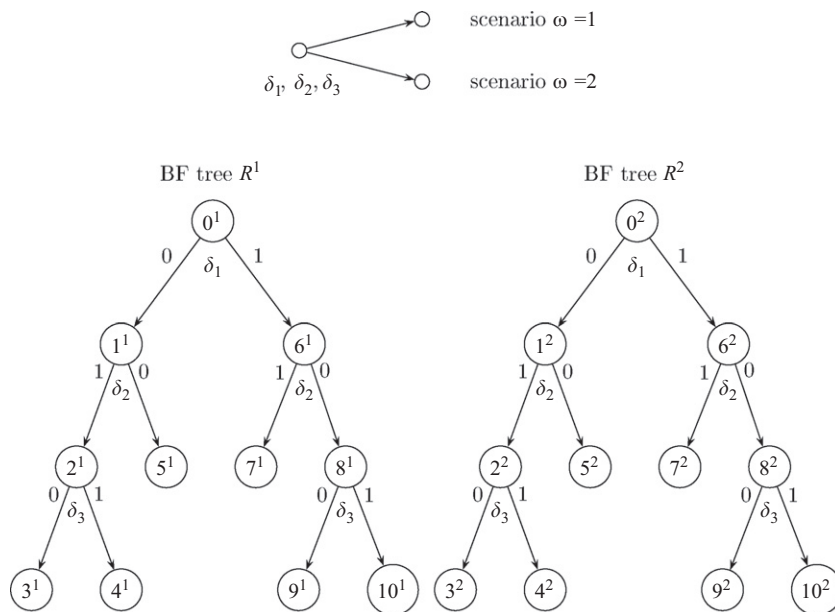 scenario ω =1
δ₁, δ₂, δ₃
scenario ω =2
BF tree R¹ BF tree R²
0¹ 0²
0 δ₁ 1 0 δ₁ 1
1¹ 6¹ 1² 6²
1 δ₂ 0 1 δ₂ 0 1 δ₂ 0 1 δ₂ 0
2¹ 5¹ 7¹ 8¹ 2² 5² 7² 8²
0 δ₃ 1 0 δ₃ 1 0 δ₃ 1 0 δ₃ 1
3¹ 4¹ 9¹ 10¹ 3² 4² 9² 10²